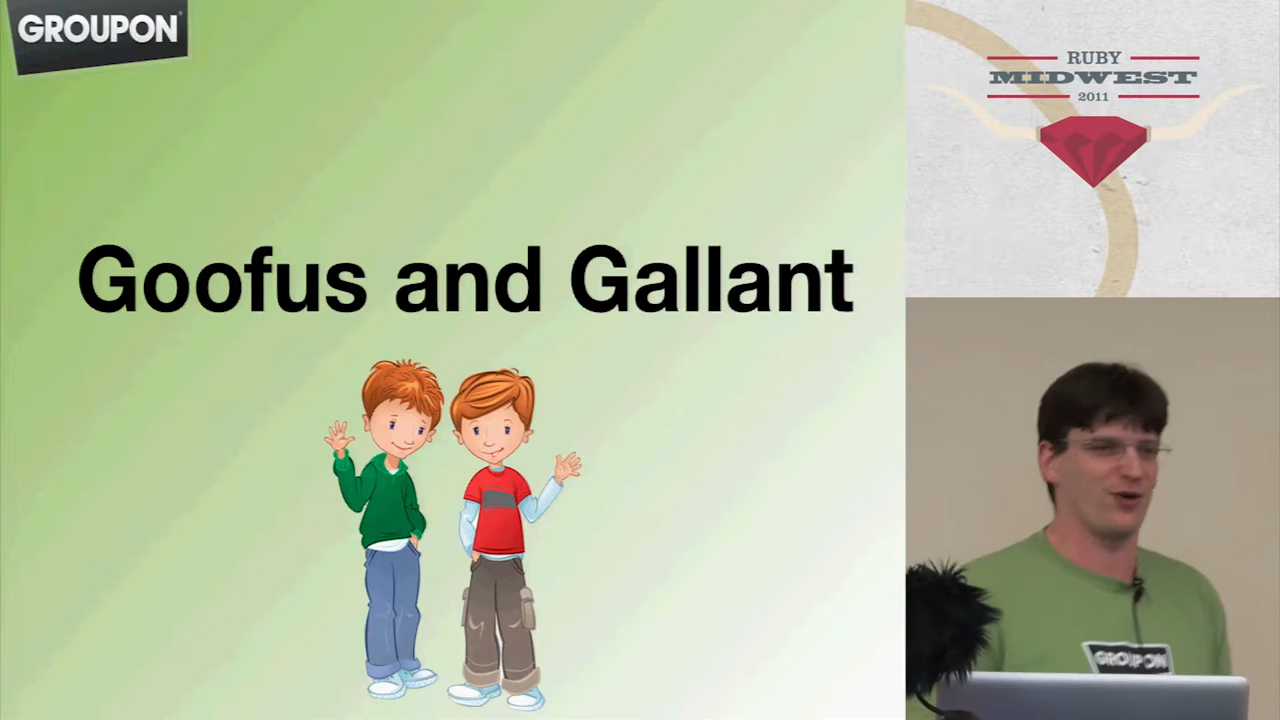 GROUPON
Goofus and Gallant
RUBY
MIDWEST
2011
GROUPON